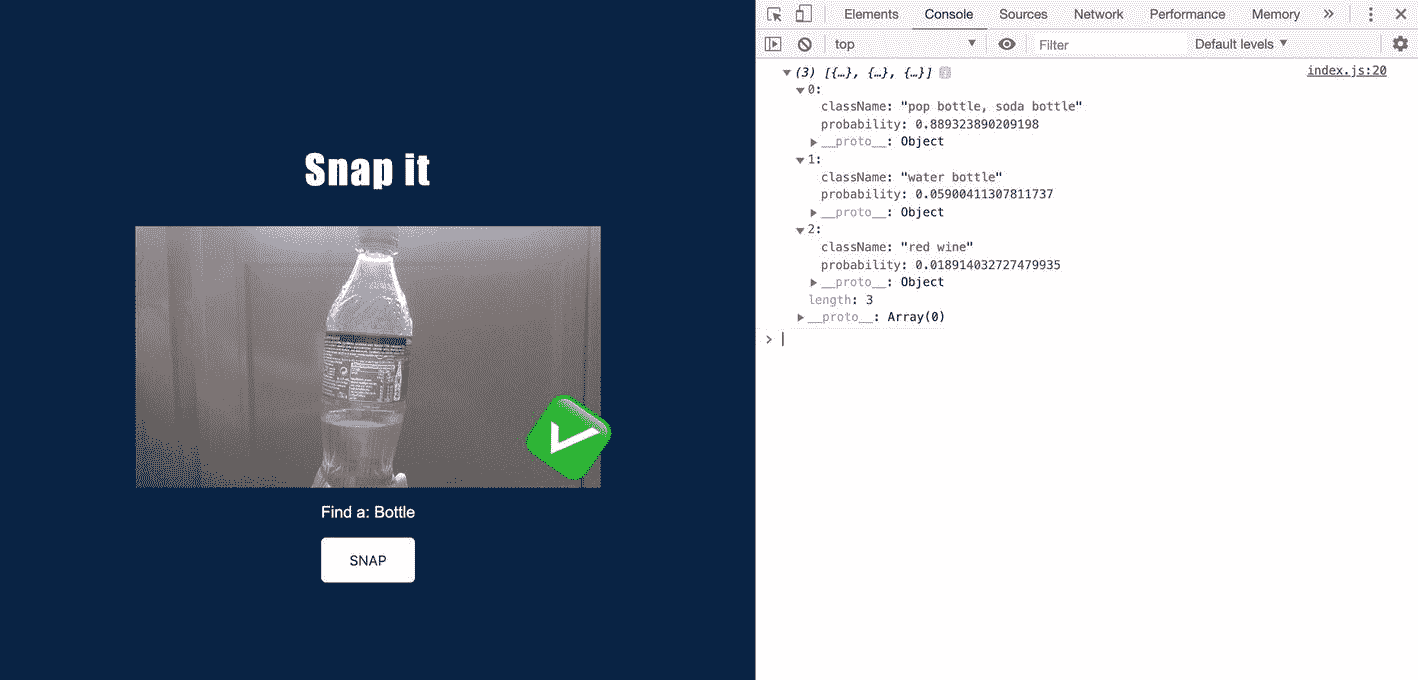 Snap it
Find a: Bottle
SNAP
Elements Console Sources Network Performance Memory »
top Filter Default levels
(3) [{…}, {…}, {…}] index.js:20
0:
className: "pop bottle, soda bottle"
probability: 0.889323890209198
__proto__: Object
1:
className: "water bottle"
probability: 0.05900411307811737
__proto__: Object
2:
className: "red wine"
probability: 0.018914032727479935
__proto__: Object
length: 3
__proto__: Array(0)
>